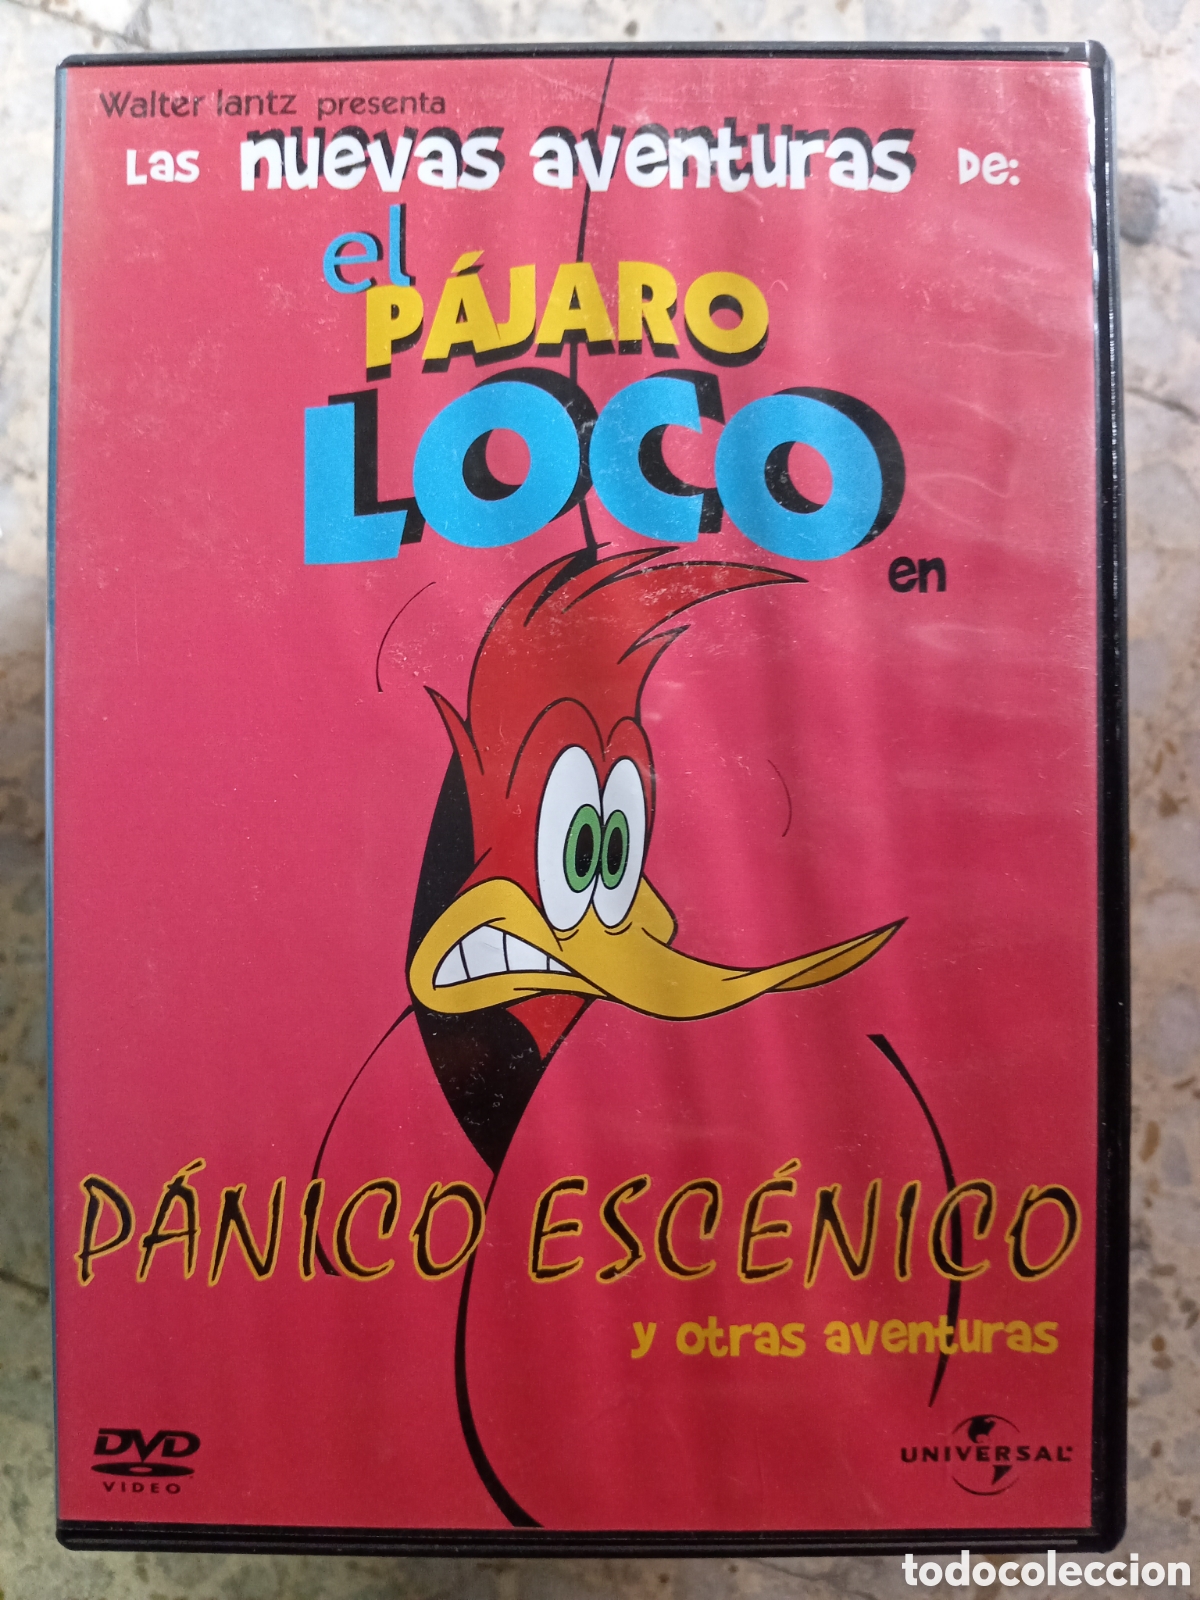 Walter lantz presenta
Las nuevas aventuras De:
el
PÁJARO
LOCO
en
PÁNICO ESCÉNICO
y otras aventuras
DVD
VIDEO
UNIVERSAL
todocoleccion